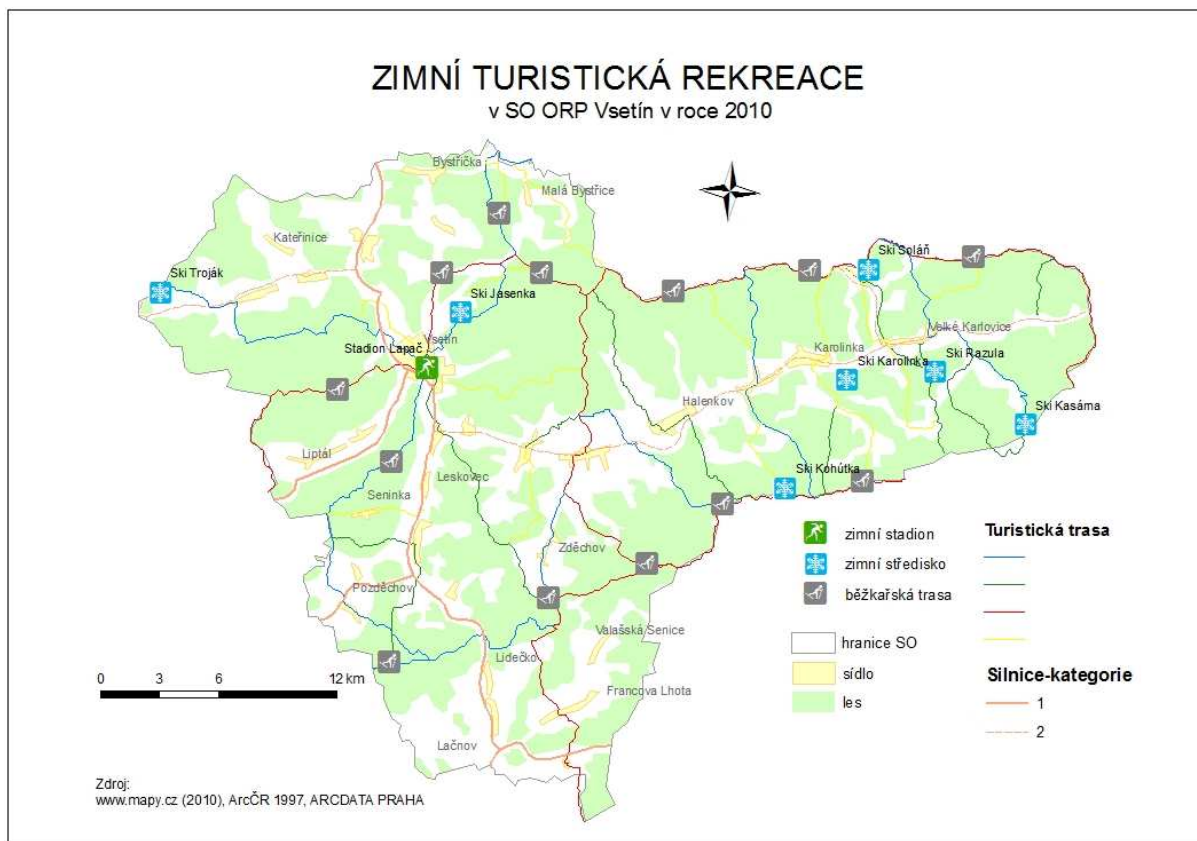 ZIMNÍ TURISTICKÁ REKREACE
v SO ORP Vsetín v roce 2010
Bystřička
Malá Bystřice
Kateřinice
Ski Soláň
Ski Troják
Ski Jasenka
Velké Karlovice
Vsetín
Stadion Lapač
Karolinka
Ski Karolinka
Ski Razula
Halenkov
Ski Kasárna
Liptál
Leskovec
Ski Kohútka
Seninka
Zděchov
Pozděchov
Valašská Senice
Lidečko
Francova Lhota
Lačnov
zimní stadion
zimní středisko
běžkařská trasa
hranice SO
sídlo
les
Turistická trasa
Silnice-kategorie
1
2
0 3 6 12 km
Zdroj:
www.mapy.cz (2010), ArcČR 1997, ARCDATA PRAHA